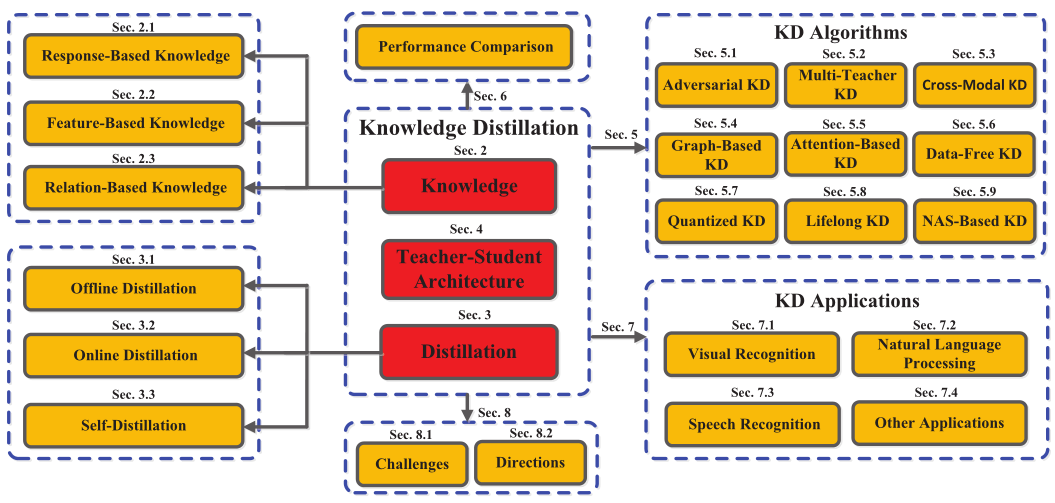 Sec. 2.1
Response-Based Knowledge
Sec. 2.2
Feature-Based Knowledge
Sec. 2.3
Relation-Based Knowledge
Sec. 3.1
Offline Distillation
Sec. 3.2
Online Distillation
Sec. 3.3
Self-Distillation
Performance Comparison
Sec. 6
Knowledge Distillation
Sec. 2
Knowledge
Sec. 4
Teacher-Student
Architecture
Sec. 3
Distillation
Sec. 8
Sec. 8.1
Challenges
Sec. 8.2
Directions
Sec. 5
KD Algorithms
Sec. 5.1
Adversarial KD
Sec. 5.2
Multi-Teacher
KD
Sec. 5.3
Cross-Modal KD
Sec. 5.4
Graph-Based
KD
Sec. 5.5
Attention-Based
KD
Sec. 5.6
Data-Free KD
Sec. 5.7
Quantized KD
Sec. 5.8
Lifelong KD
Sec. 5.9
NAS-Based KD
Sec. 7
KD Applications
Sec. 7.1
Visual Recognition
Sec. 7.2
Natural Language
Processing
Sec. 7.3
Speech Recognition
Sec. 7.4
Other Applications